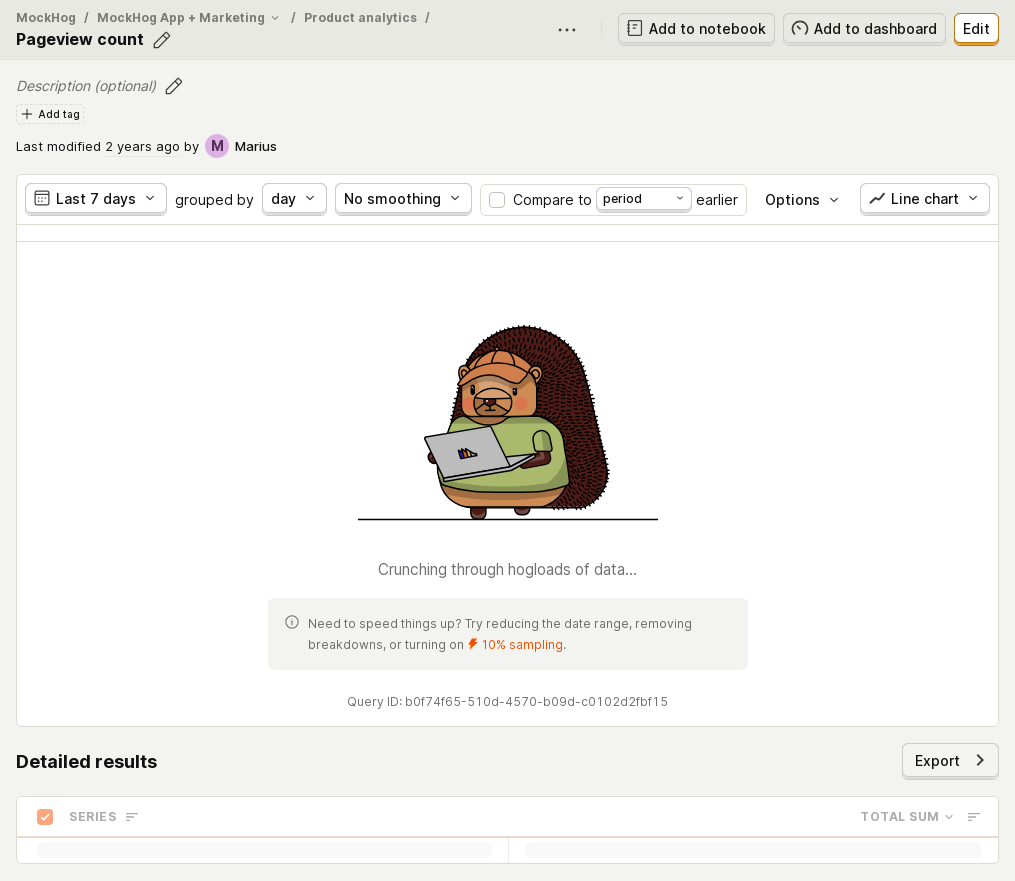 MockHog / MockHog App + Marketing / Product analytics /
Pageview count
Add to notebook
Add to dashboard
Edit
Description (optional)
Add tag
Last modified 2 years ago by M Marius
Last 7 days grouped by day No smoothing Compare to period earlier Options Line chart
Crunching through hogloads of data...
Need to speed things up? Try reducing the date range, removing
breakdowns, or turning on 10% sampling.
Query ID: b0f74f65-510d-4570-b09d-c0102d2fbf15
Detailed results
Export
SERIES TOTAL SUM